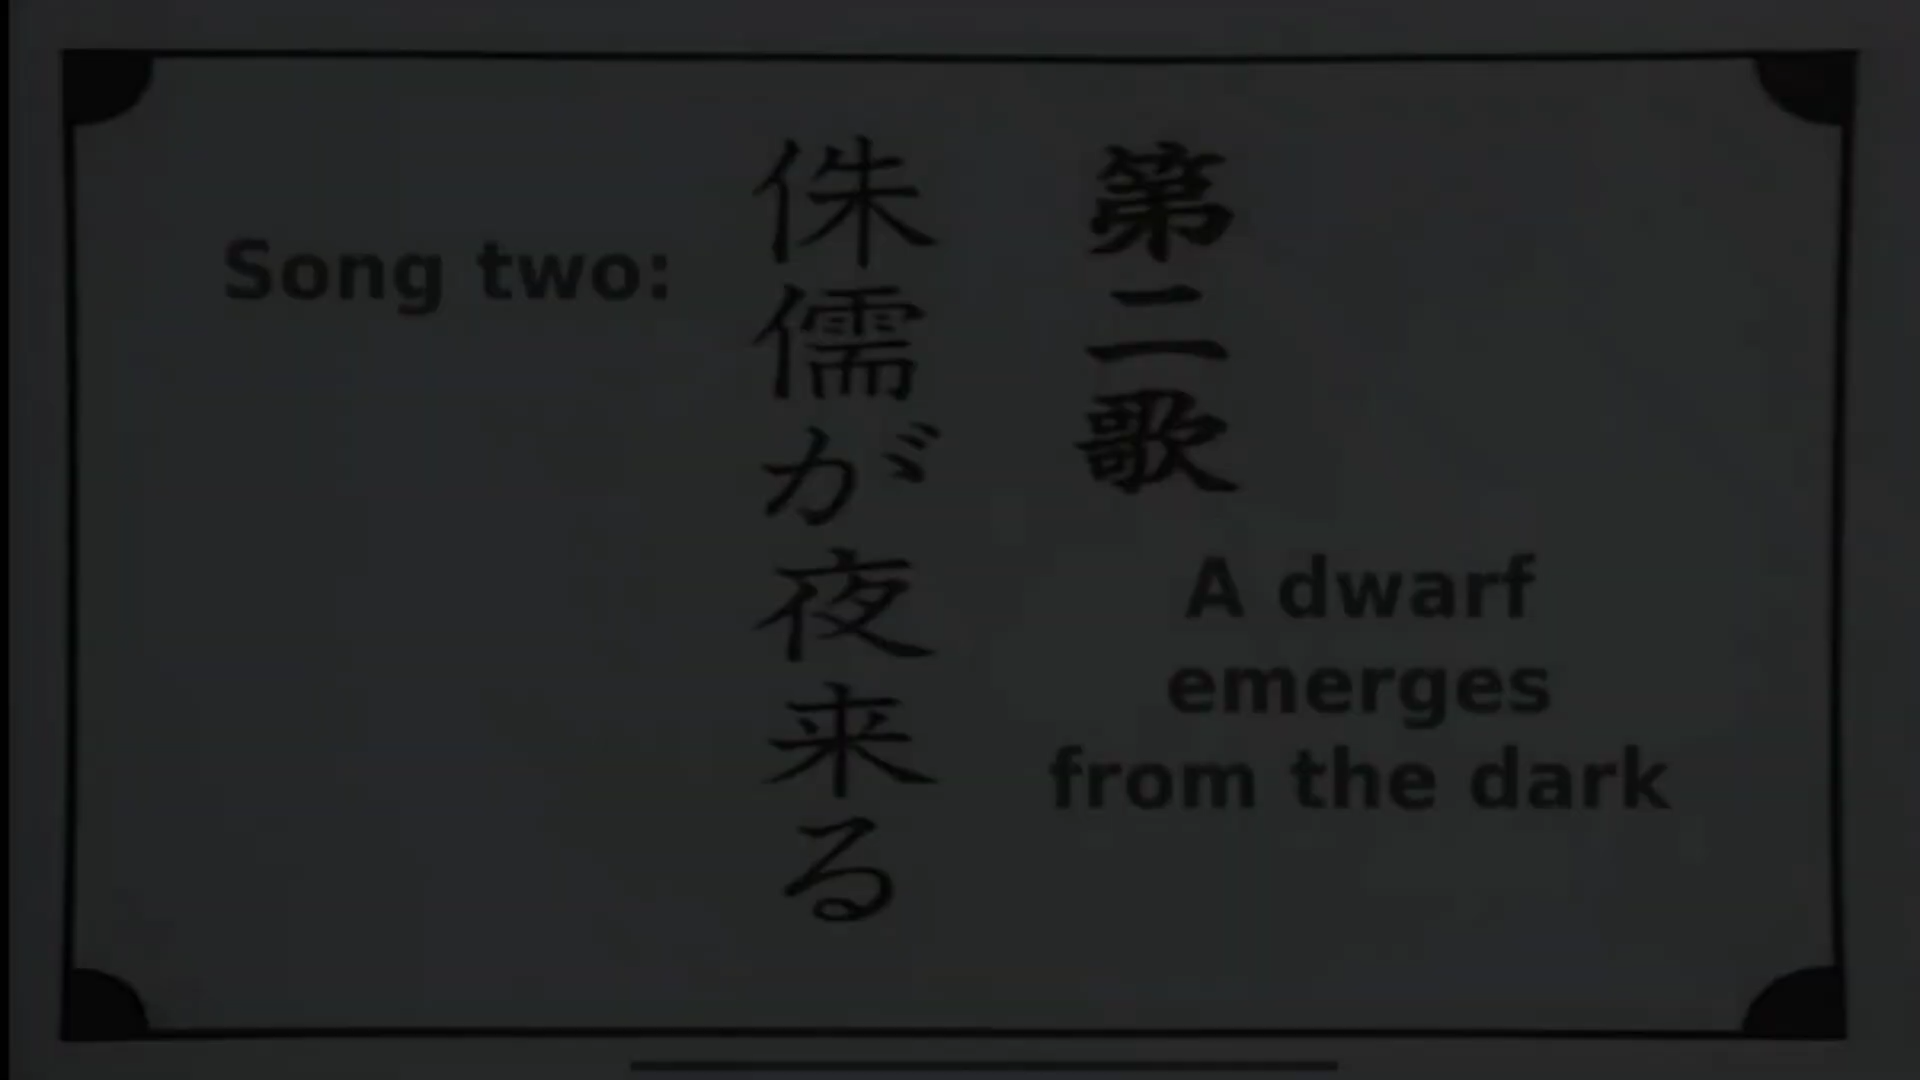 第二歌
侏儒が夜来る
Song two:
A dwarf
emerges
from the dark